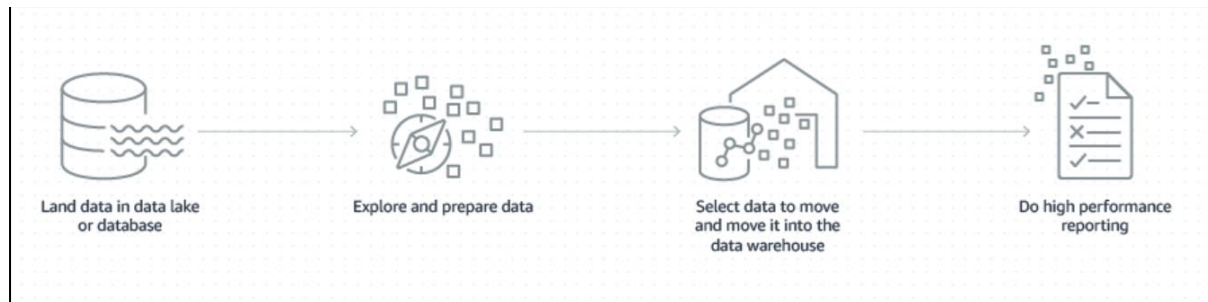 Land data in data lake
or database
Explore and prepare data
Select data to move
and move it into the
data warehouse
Do high performance
reporting